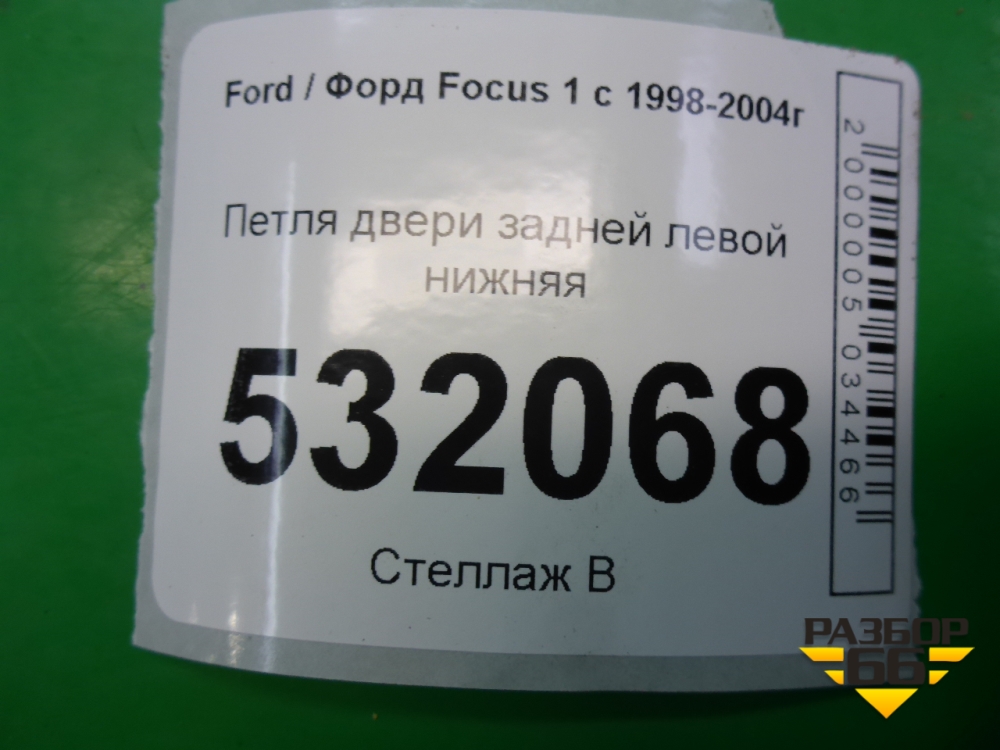 Ford / Форд Focus 1 с 1998-2004г
Петля двери задней левой
нижняя
532068
Стеллаж В
2000005034466
РАЗБОР
66